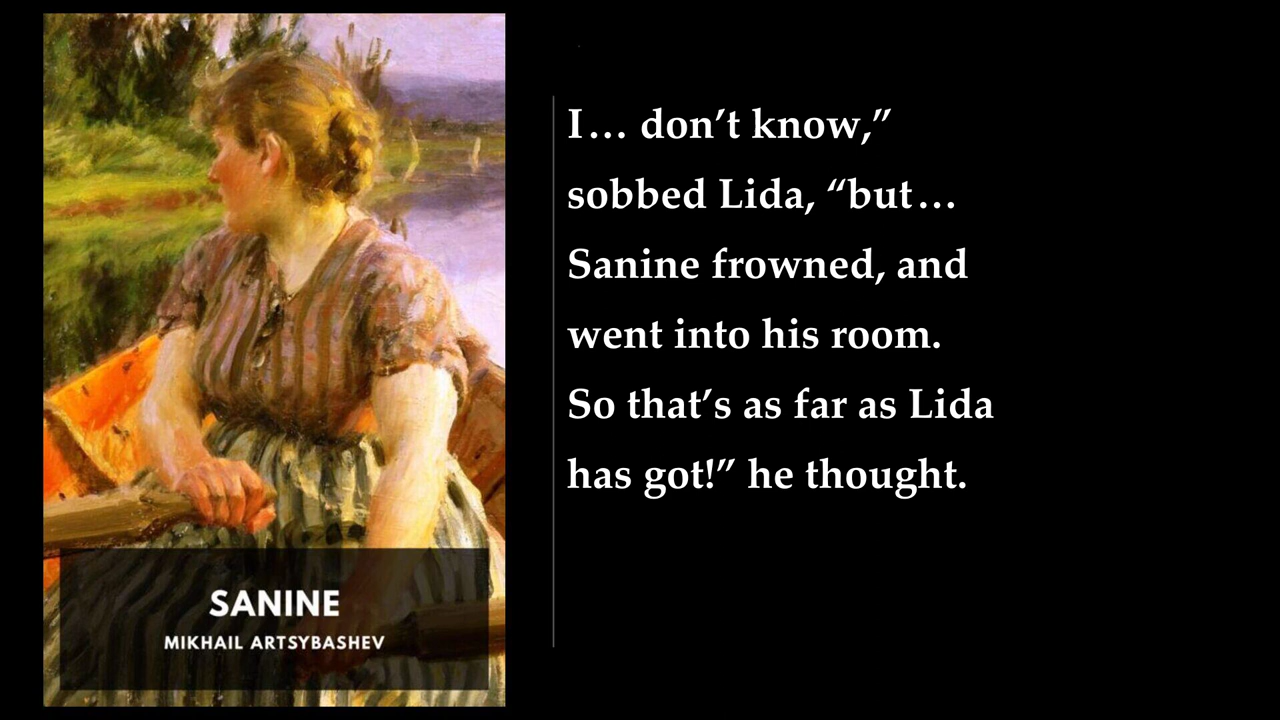 SANINE
MIKHAIL ARTSYBASHEV
I… don’t know,”
sobbed Lida, “but…
Sanine frowned, and
went into his room.
So that’s as far as Lida
has got!” he thought.